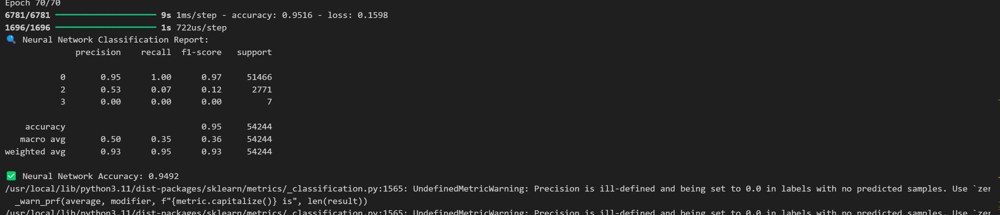 Epoch 70/70
6781/6781 ━━━━━━━━━━━━━━━━━━━━ 9s 1ms/step - accuracy: 0.9516 - loss: 0.1598
1696/1696 ━━━━━━━━━━━━━━━━━━━━ 1s 722us/step
🔍 Neural Network Classification Report:
precision recall f1-score support
0 0.95 1.00 0.97 51466
2 0.53 0.07 0.12 2771
3 0.00 0.00 0.00 7
accuracy 0.95 54244
macro avg 0.50 0.35 0.36 54244
weighted avg 0.93 0.95 0.93 54244
✅ Neural Network Accuracy: 0.9492
/usr/local/lib/python3.11/dist-packages/sklearn/metrics/_classification.py:1565: UndefinedMetricWarning: Precision is ill-defined and being set to 0.0 in labels with no predicted samples. Use `zer
_warn_prf(average, modifier, f"{metric.capitalize()} is", len(result))
/usr/local/lib/python3.11/dist-packages/sklearn/metrics/_classification.py:1565: UndefinedMetricWarning: Precision is ill-defined and being set to 0.0 in labels with no predicted samples. Use `zer